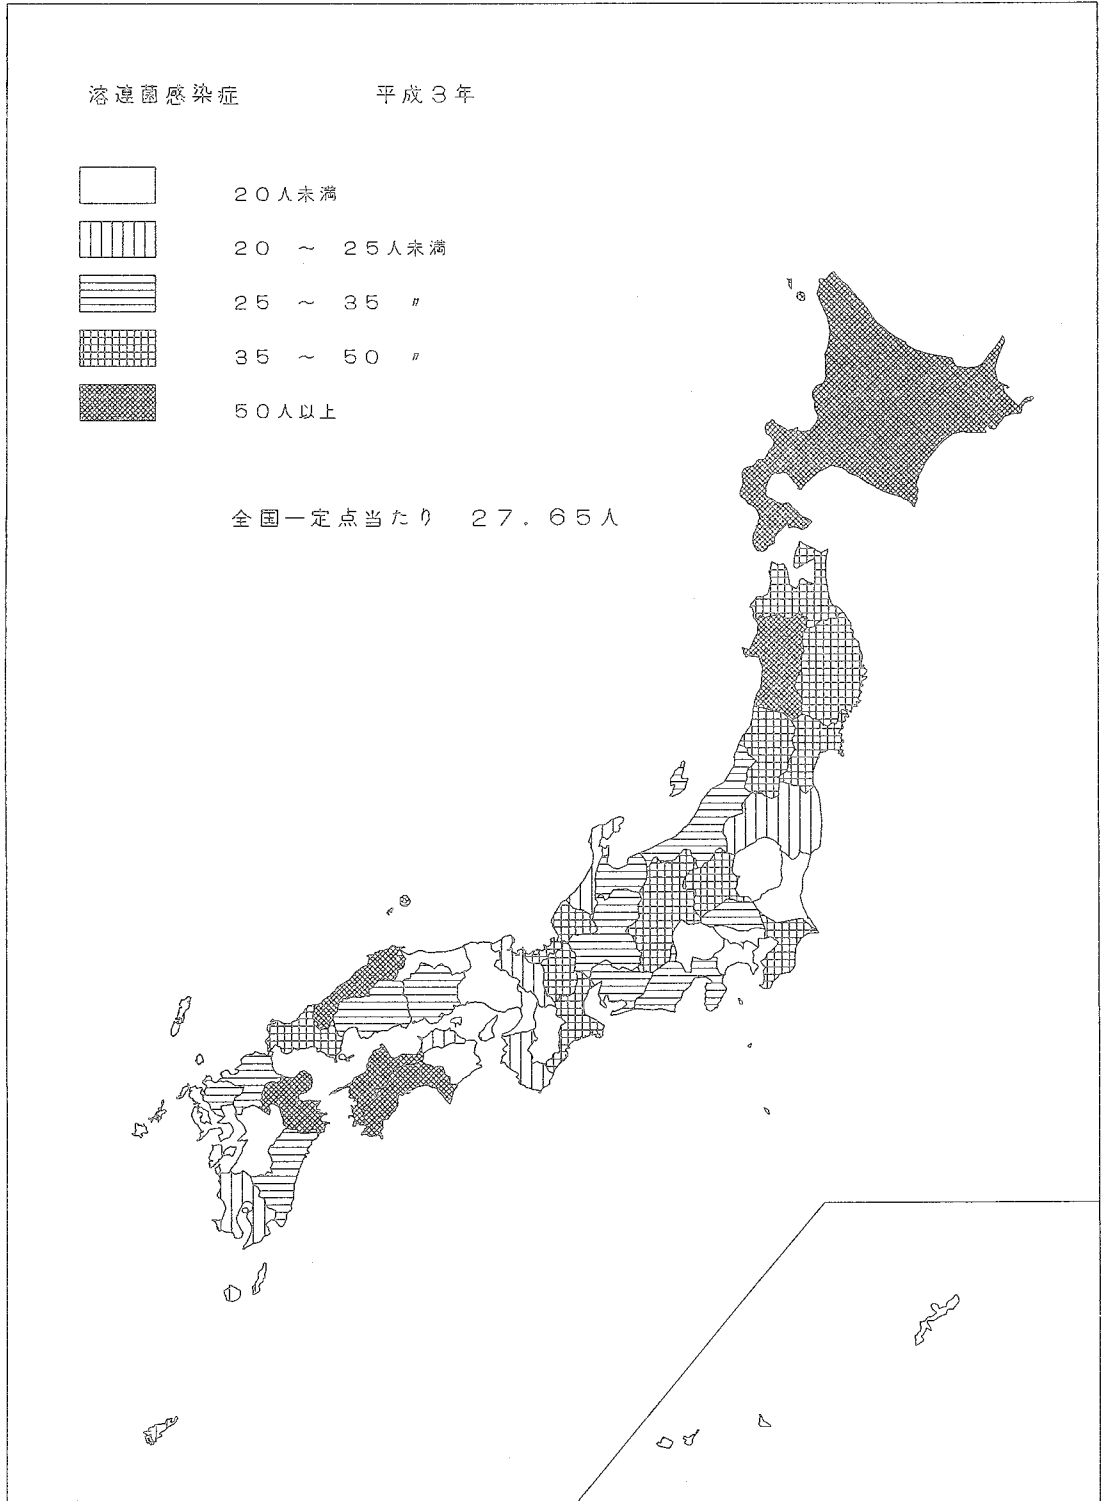 溶連菌感染症 平成3年
20人未満
20 ～ 25人未満
25 ～ 35 〃
35 ～ 50 〃
50人以上
全国一定点当たり 27.65人